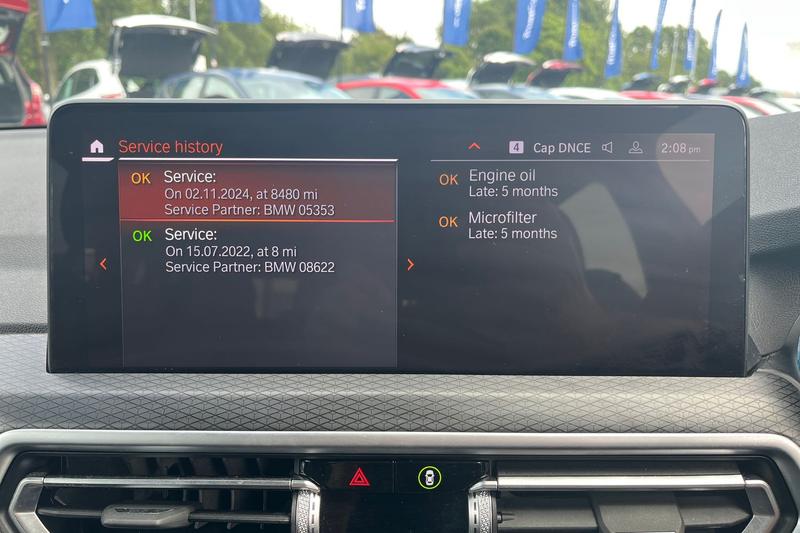 Service history
4 Cap DNCE 2:08 pm
OK Service:
On 02.11.2024, at 8480 mi
Service Partner: BMW 05353
OK Service:
On 15.07.2022, at 8 mi
Service Partner: BMW 08622
OK Engine oil
Late: 5 months
OK Microfilter
Late: 5 months